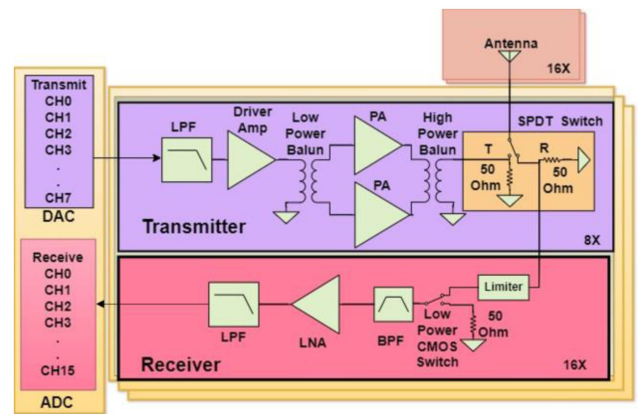 Antenna
16X
Transmit
CH0
CH1
CH2
CH3
.
.
CH7
DAC
LPF
Driver
Amp
Low
Power
Balun
PA
PA
High
Power
Balun
SPDT Switch
T
R
50
Ohm
50
Ohm
Transmitter
8X
Receive
CH0
CH1
CH2
CH3
.
.
CH15
ADC
LPF
LNA
BPF
Low
Power
CMOS
Switch
Limiter
50
Ohm
Receiver
16X